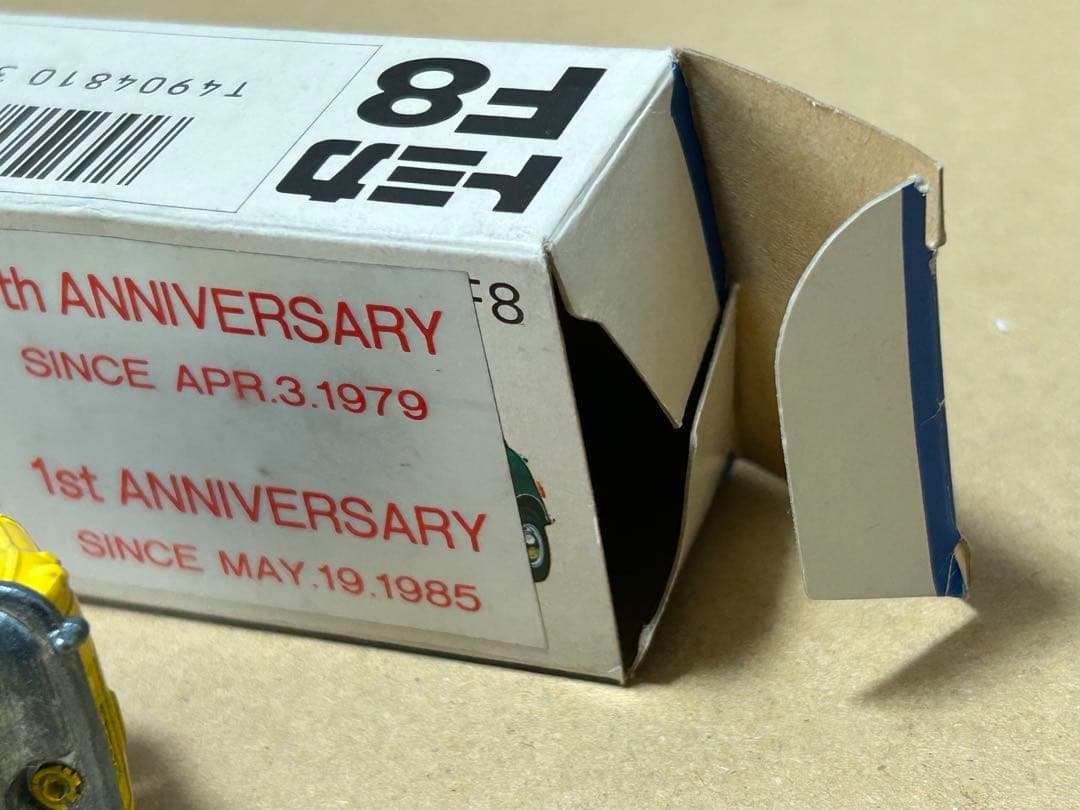 トミカ
F8
T4904810
th ANNIVERSARY
SINCE APR.3.1979
1st ANNIVERSARY
SINCE MAY.19.1985
F8